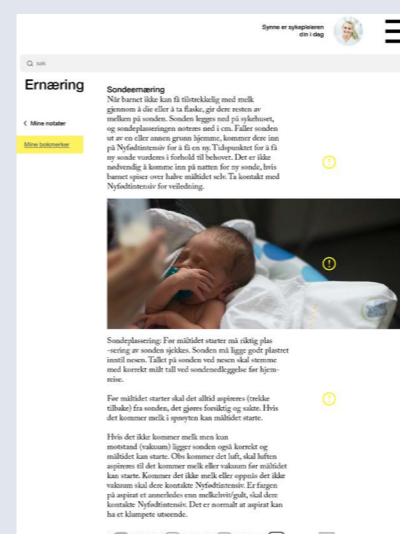 Synne er sykepleieren
din i dag
søk
Ernæring
Mine notater
Mine bokmerker
Sondeernæring
Når barnet ikke kan få tilstrekkelig med melk
gjennom å die eller å ta flaske, gir dere resten av
melken på sonden. Sonden legges ned på sykehuset,
og sondeplasseringen noteres ned i cm. Faller sonden
ut av en eller annen grunn hjemme, kommer dere inn
på Nyfødtintensiv for å få en ny. Tidspunktet for å få
ny sonde vurderes i forhold til behovet. Det er ikke
nødvendig å komme inn på natten for ny sonde, hvis
barnet spiser over halve måltidet selv. Ta kontakt med
Nyfødtintensiv for veiledning.
Sondeplassering: Før måltidet starter må riktig plas
-sering av sonden sjekkes. Sonden må ligge godt plastret
inntil nesen. Tallet på sonden ved nesen skal stemme
med korrekt målt tall ved sondenedleggelse før hjem-
reise.
Før måltidet starter skal det alltid aspireres (trekke
tilbake) fra sonden, det gjøres forsiktig og sakte. Hvis
det kommer melk i sprøyten kan måltidet starte.
Hvis det ikke kommer melk men kun
motstand (vakuum) ligger sonden også korrekt og
måltidet kan starte. Obs kommer det luft, skal luften
aspireres til det kommer melk eller vakuum før måltidet
kan starte. Kommer det ikke melk eller oppnås det ikke
vakuum skal dere kontakte Nyfødtintensiv. Er fargen
på aspirat et annerledes enn melkehvit/gult, skal dere
kontakte Nyfødtintensiv. Det er normalt at aspirat kan
ha et klumpete utseende.